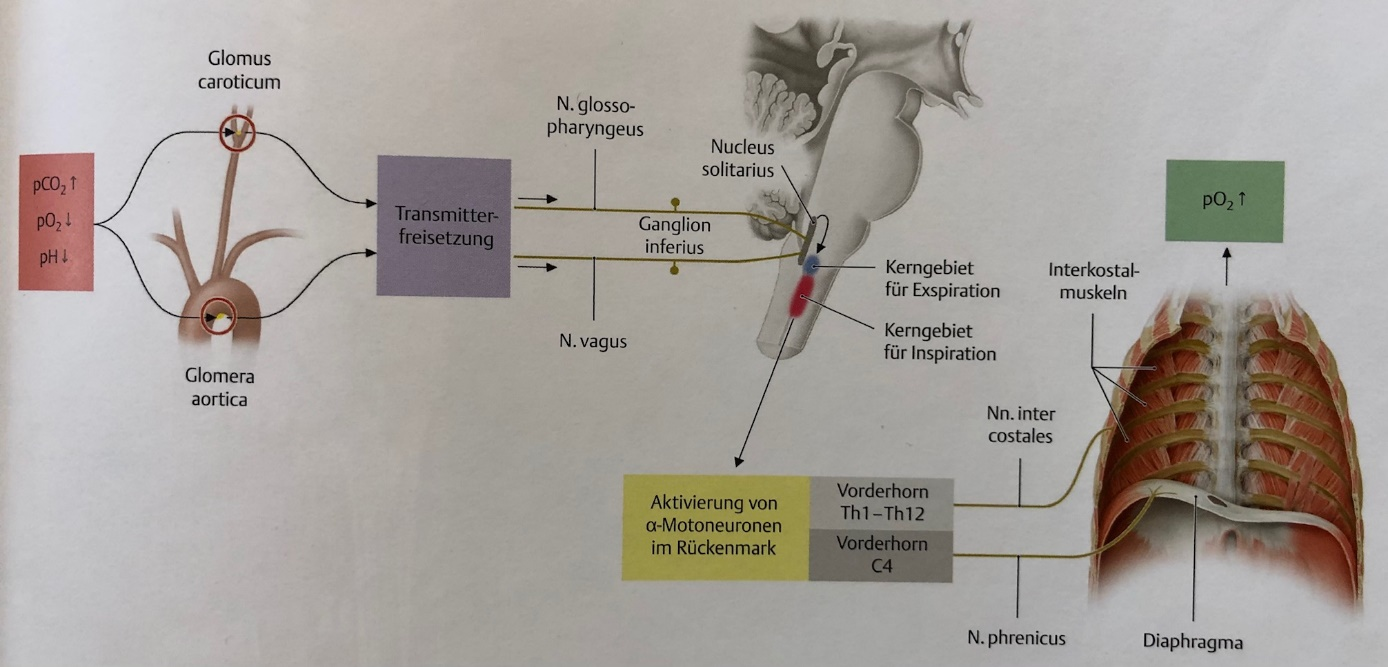 Glomus
caroticum
pCO₂↑
pO₂↓
pH↓
Glomera
aortica
Transmitter-
freisetzung
N. glosso-
pharyngeus
Ganglion
inferius
N. vagus
Nucleus
solitarius
Kerngebiet
für Exspiration
Kerngebiet
für Inspiration
Aktivierung von
α-Motoneuronen
im Rückenmark
Vorderhorn
Th1–Th12
Vorderhorn
C4
Nn. inter
costales
N. phrenicus
Interkostal-
muskeln
pO₂↑
Diaphragma